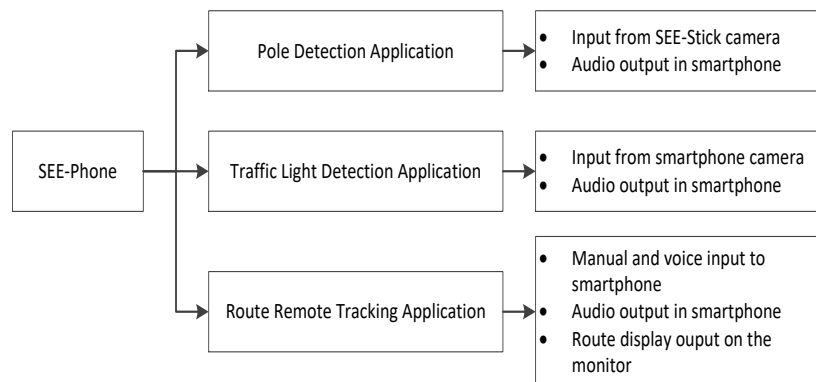 Pole Detection Application
• Input from SEE-Stick camera
• Audio output in smartphone
SEE-Phone
Traffic Light Detection Application
• Input from smartphone camera
• Audio output in smartphone
Route Remote Tracking Application
• Manual and voice input to
smartphone
• Audio output in smartphone
• Route display ouput on the
monitor